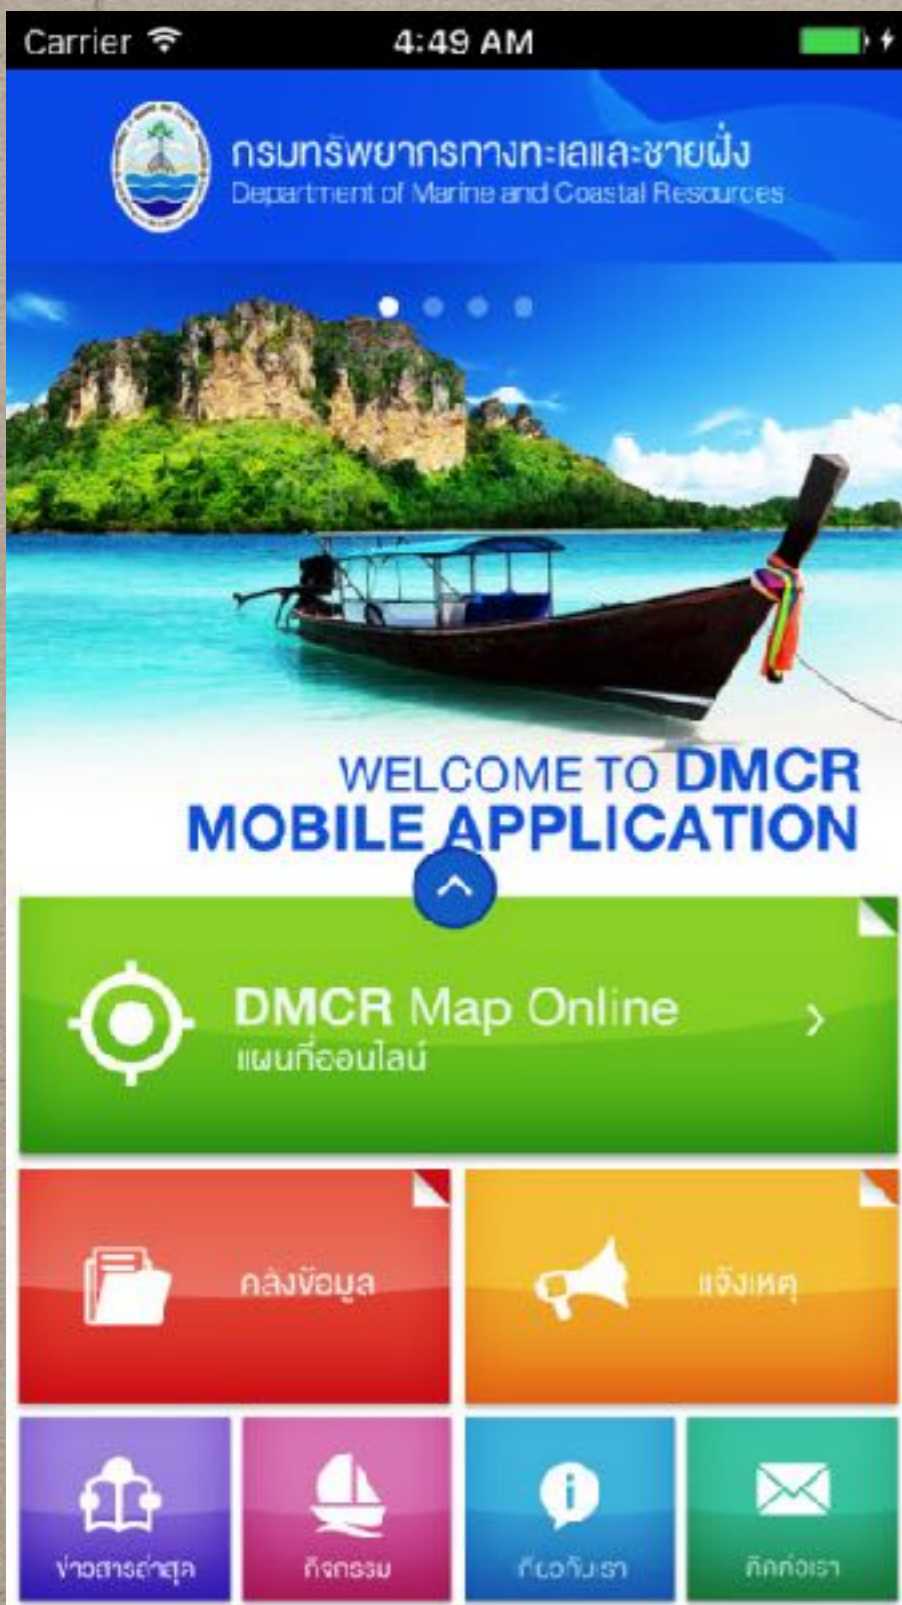 Carrier
4:49 AM
กรมทรัพยากรทางทะเลและชายฝั่ง
Department of Marine and Coastal Resources
WELCOME TO DMCR
MOBILE APPLICATION
DMCR Map Online
แผนที่ออนไลน์
คลังข้อมูล
แจ้งเหตุ
ข่าวสารล่าสุด
กิจกรรม
เกี่ยวกับเรา
ติดต่อเรา